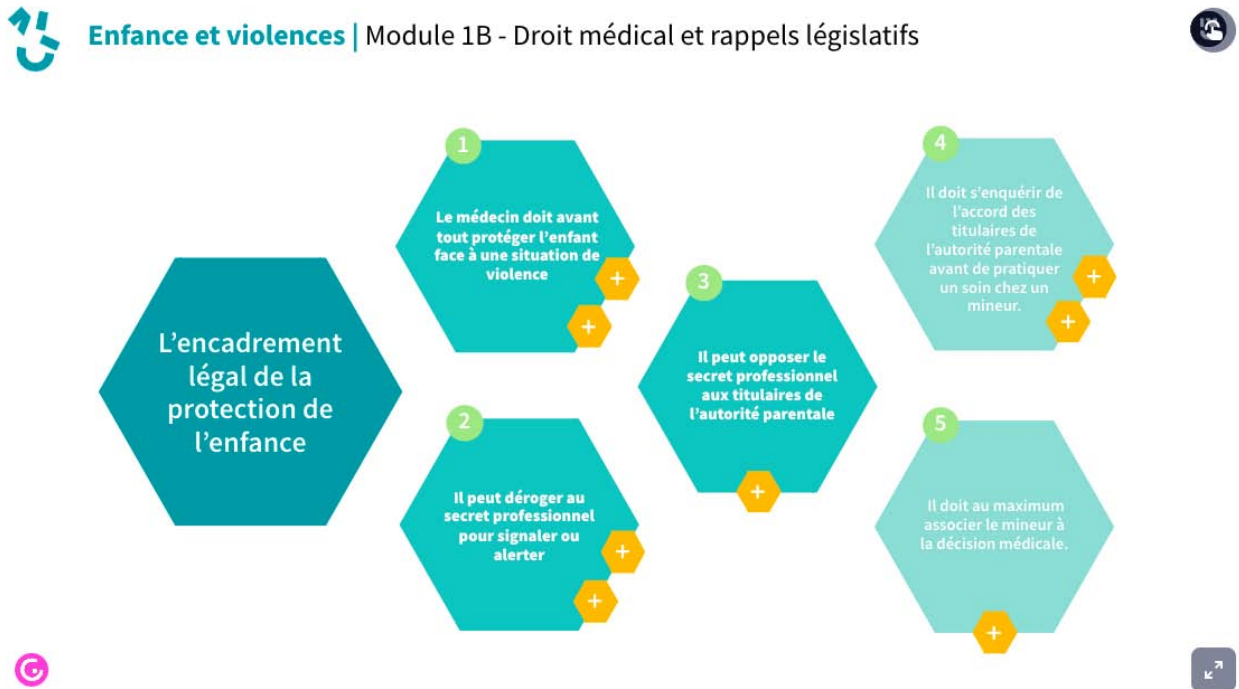 Enfance et violences | Module 1B - Droit médical et rappels législatifs
L'encadrement
légal de la
protection de
l'enfance
1
Le médecin doit avant
tout protéger l'enfant
face à une situation de
violence
+
+
2
Il peut déroger au
secret professionnel
pour signaler ou
alerter
+
+
3
Il peut opposer le
secret professionnel
aux titulaires de
l'autorité parentale
+
4
Il doit s'enquérir de
l'accord des
titulaires de
l'autorité parentale
avant de pratiquer
un soin chez un
mineur.
+
+
5
Il doit au maximum
associer le mineur à
la décision médicale.
+